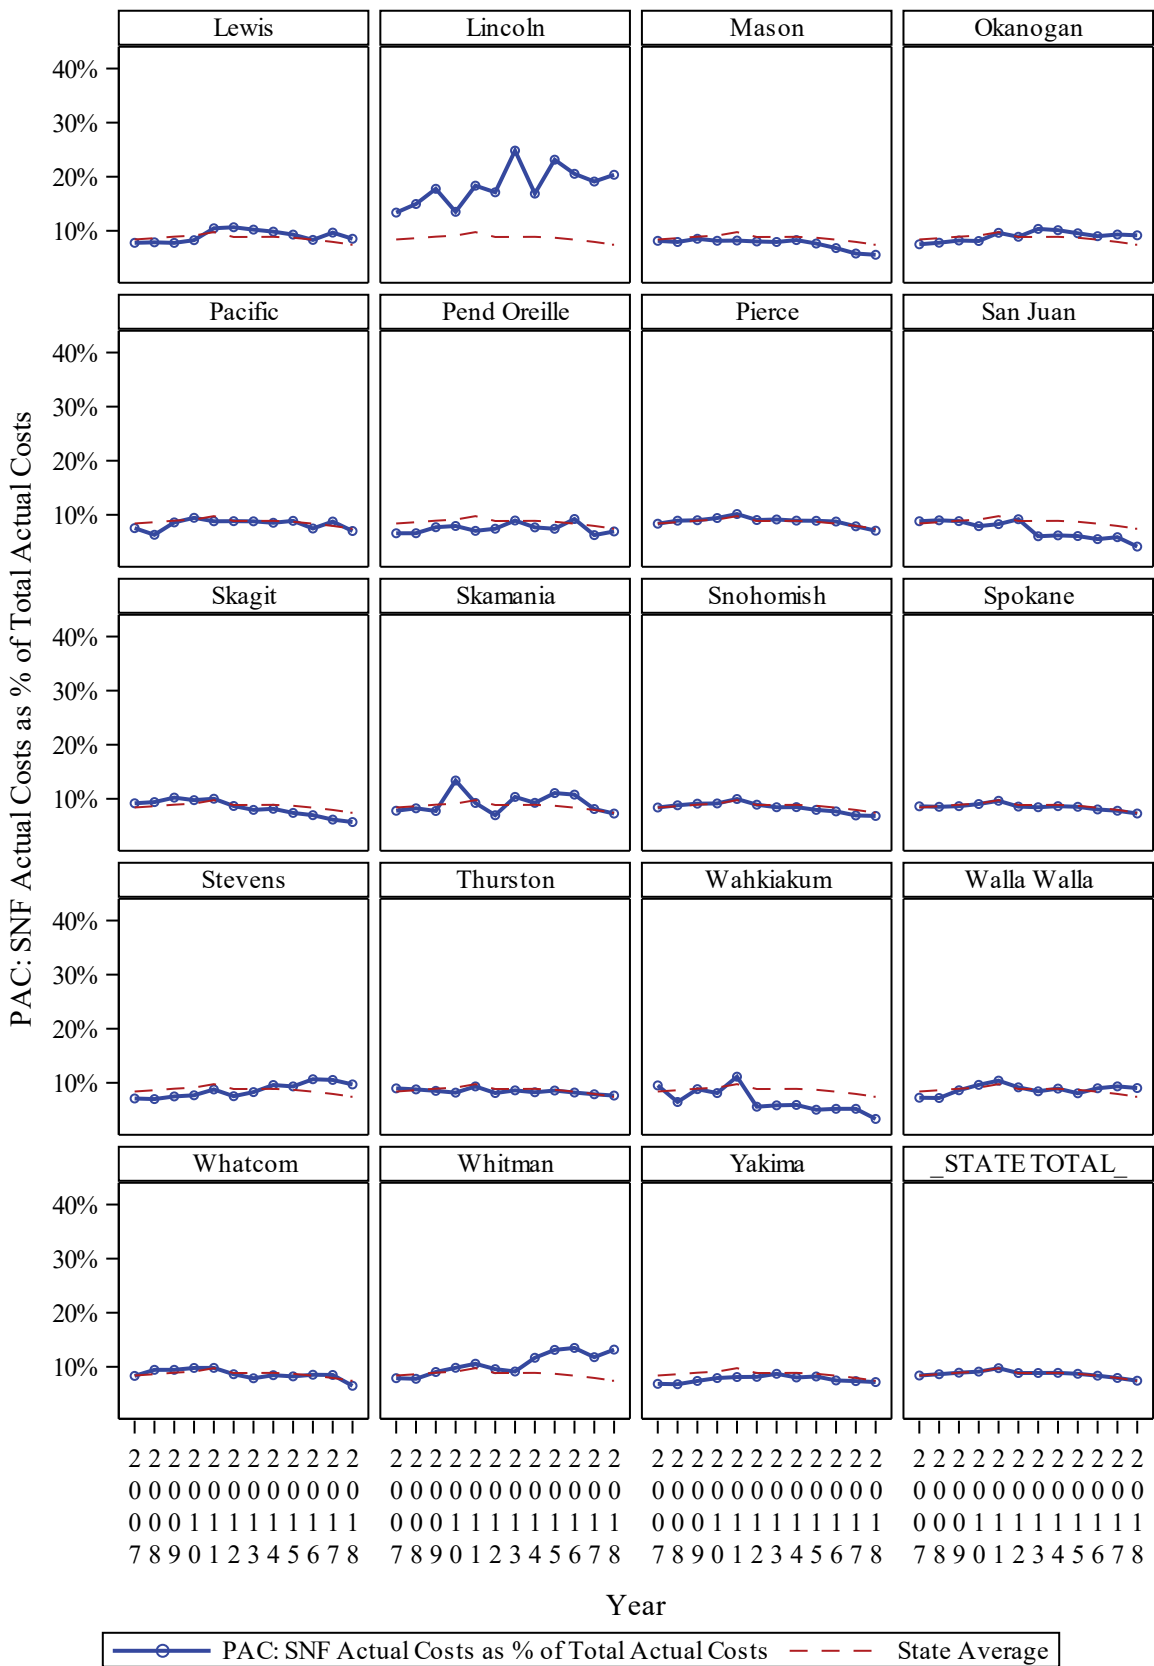 Lewis Lincoln Mason Okanogan
40%
30%
20%
10%
Pacific Pend Oreille Pierce San Juan
40%
30%
20%
10%
Skagit Skamania Snohomish Spokane
40%
30%
20%
10%
Stevens Thurston Wahkiakum Walla Walla
40%
30%
20%
10%
Whatcom Whitman Yakima _STATE TOTAL_
40%
30%
20%
10%
PAC: SNF Actual Costs as % of Total Actual Costs
2 2 2 2 2 2 2 2 2 2 2 2 2 2 2 2 2 2 2 2 2 2 2 2 2 2 2 2 2 2 2 2 2 2 2 2 2 2 2 2 2 2 2 2 2 2 2 2
0 0 0 0 0 0 0 0 0 0 0 0 0 0 0 0 0 0 0 0 0 0 0 0 0 0 0 0 0 0 0 0 0 0 0 0 0 0 0 0 0 0 0 0 0 0 0 0
0 0 0 1 1 1 1 1 1 1 1 1 0 0 0 1 1 1 1 1 1 1 1 1 0 0 0 1 1 1 1 1 1 1 1 1 0 0 0 1 1 1 1 1 1 1 1 1
7 8 9 0 1 2 3 4 5 6 7 8 7 8 9 0 1 2 3 4 5 6 7 8 7 8 9 0 1 2 3 4 5 6 7 8 7 8 9 0 1 2 3 4 5 6 7 8
Year
PAC: SNF Actual Costs as % of Total Actual Costs State Average